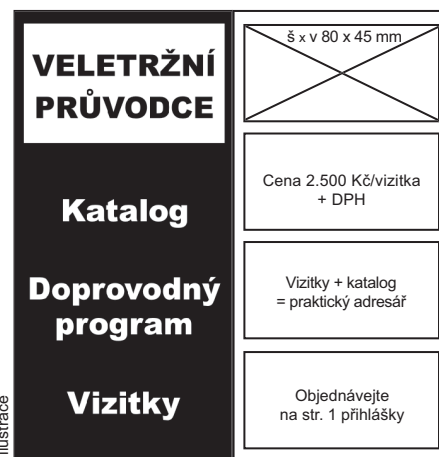 VELETRŽNÍ
PRŮVODCE
Katalog
Doprovodný
program
Vizitky
š x v 80 x 45 mm
Cena 2.500 Kč/vizitka
+ DPH
Vizitky + katalog
= praktický adresář
Objednávejte
na str. 1 přihlášky
ilustrace